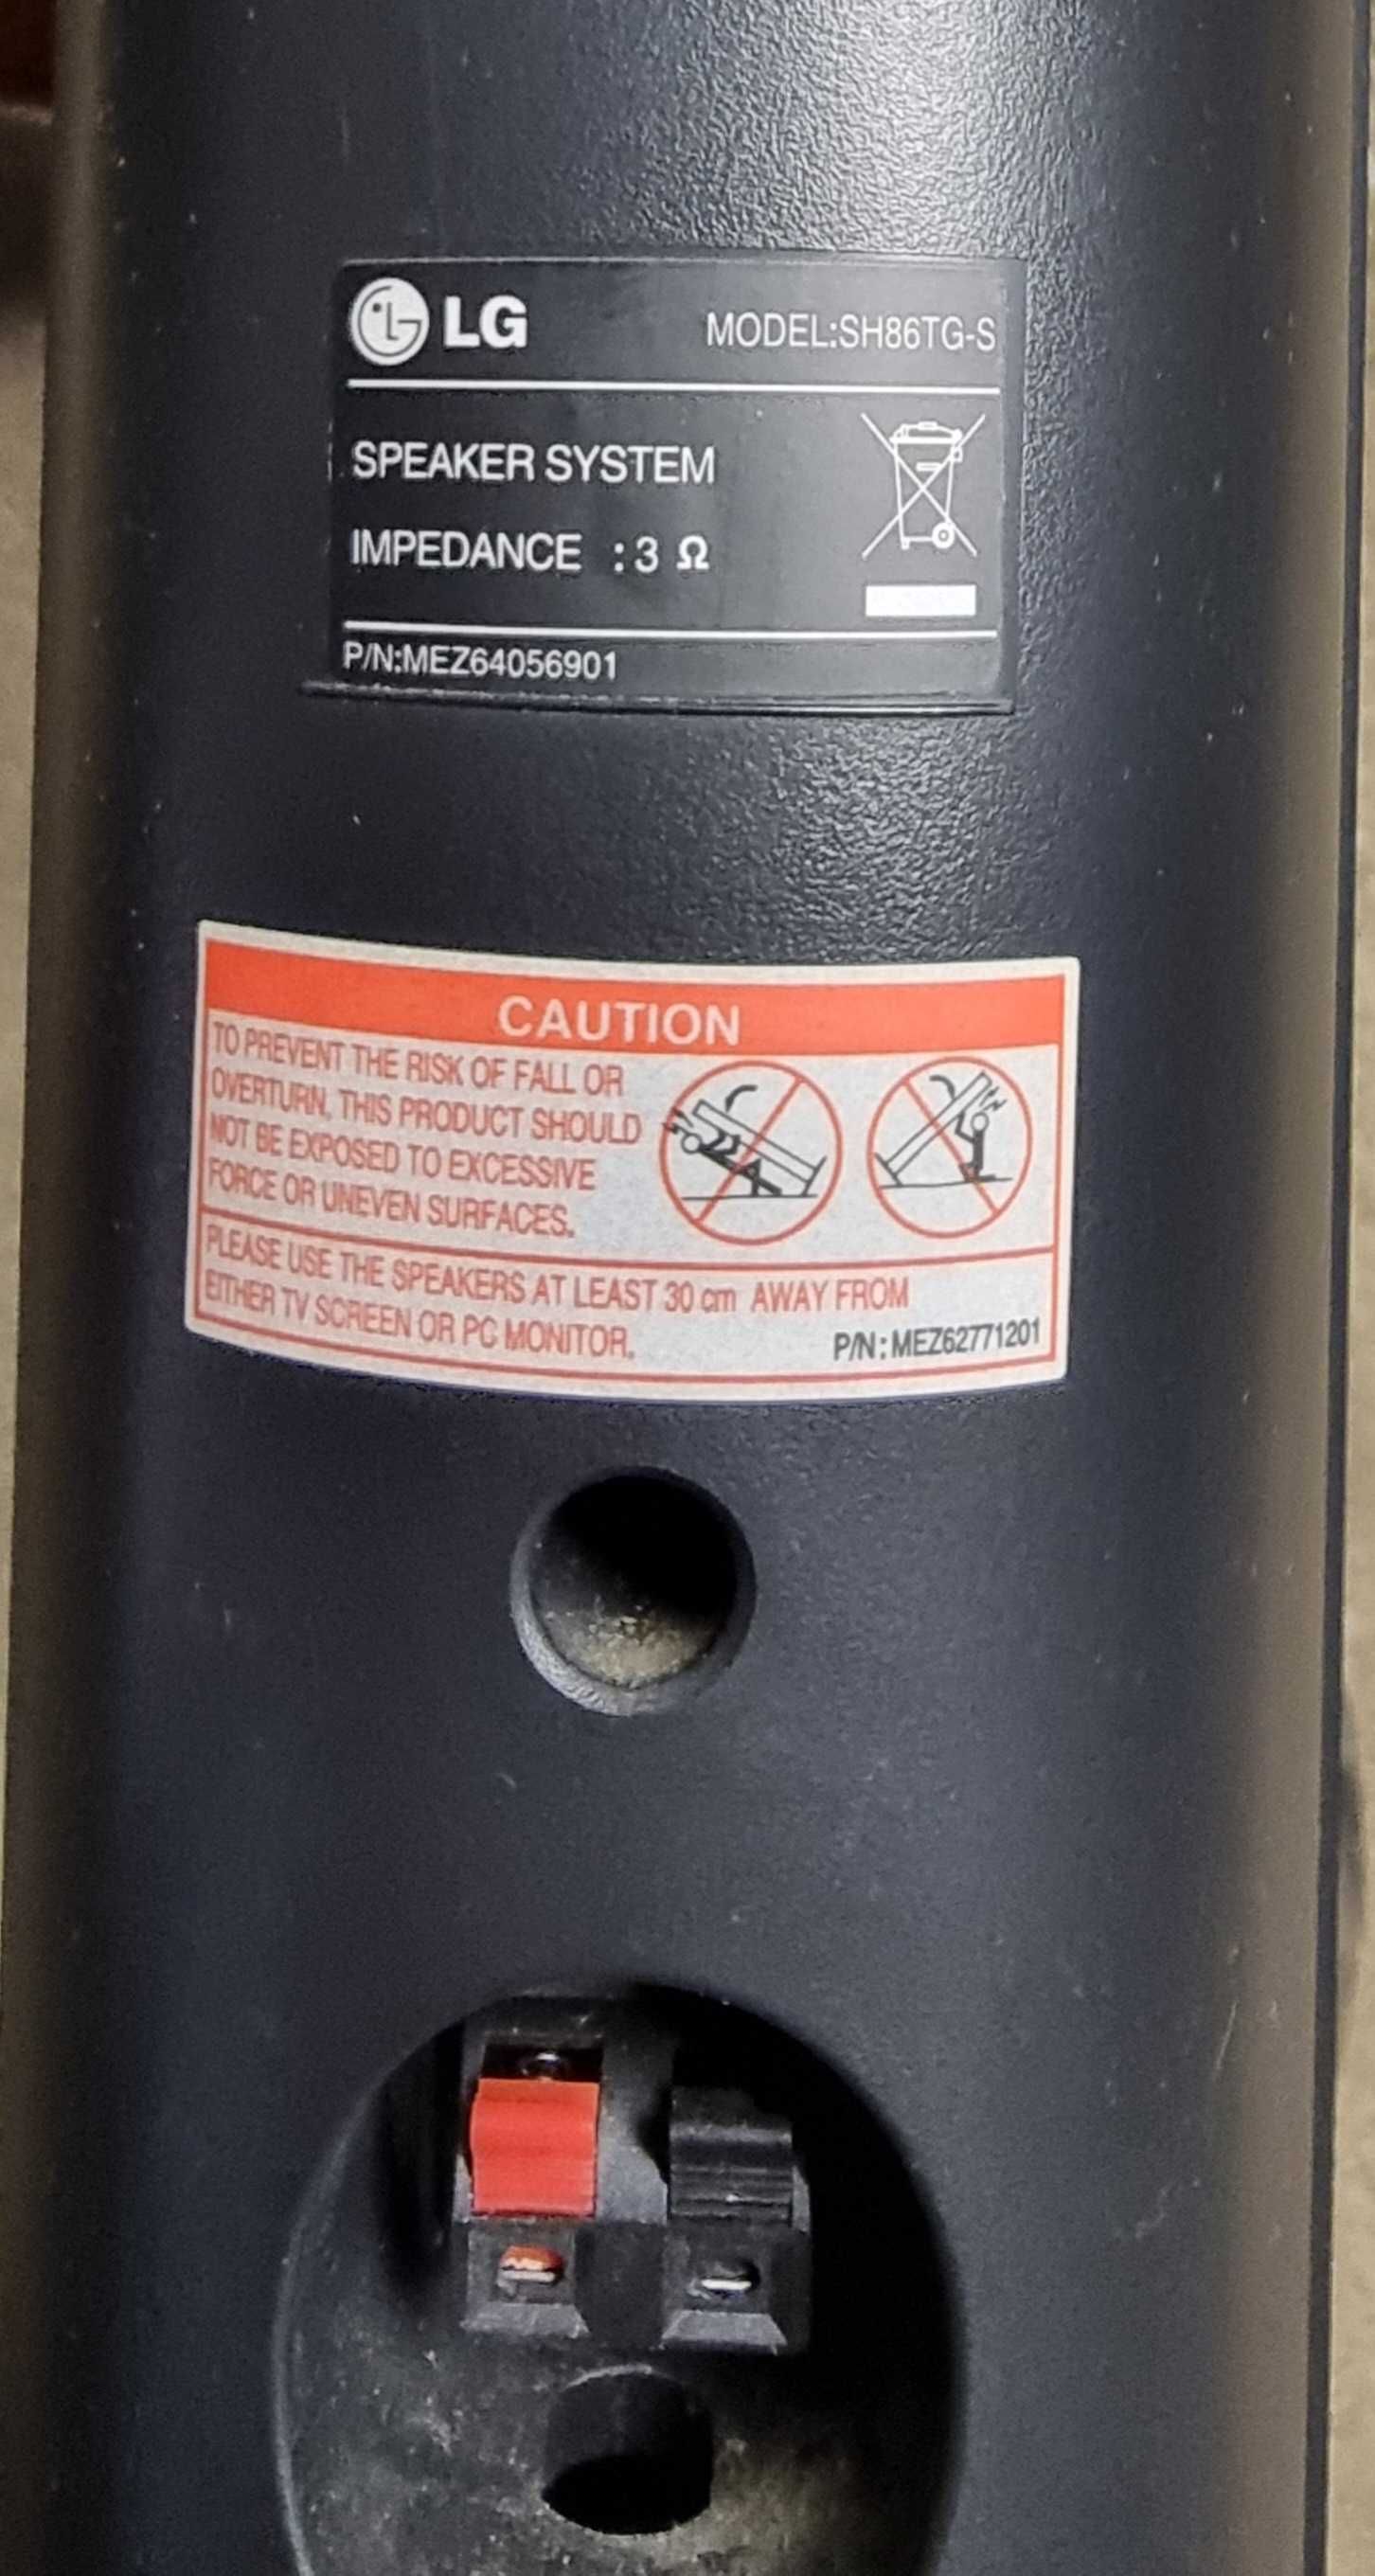 LG MODEL:SH86TG-S
SPEAKER SYSTEM
IMPEDANCE : 3 Ω
P/N:MEZ64056901
CAUTION
TO PREVENT THE RISK OF FALL OR
OVERTURN, THIS PRODUCT SHOULD
NOT BE EXPOSED TO EXCESSIVE
FORCE OR UNEVEN SURFACES.
PLEASE USE THE SPEAKERS AT LEAST 30 cm AWAY FROM
EITHER TV SCREEN OR PC MONITOR.
P/N : MEZ62771201